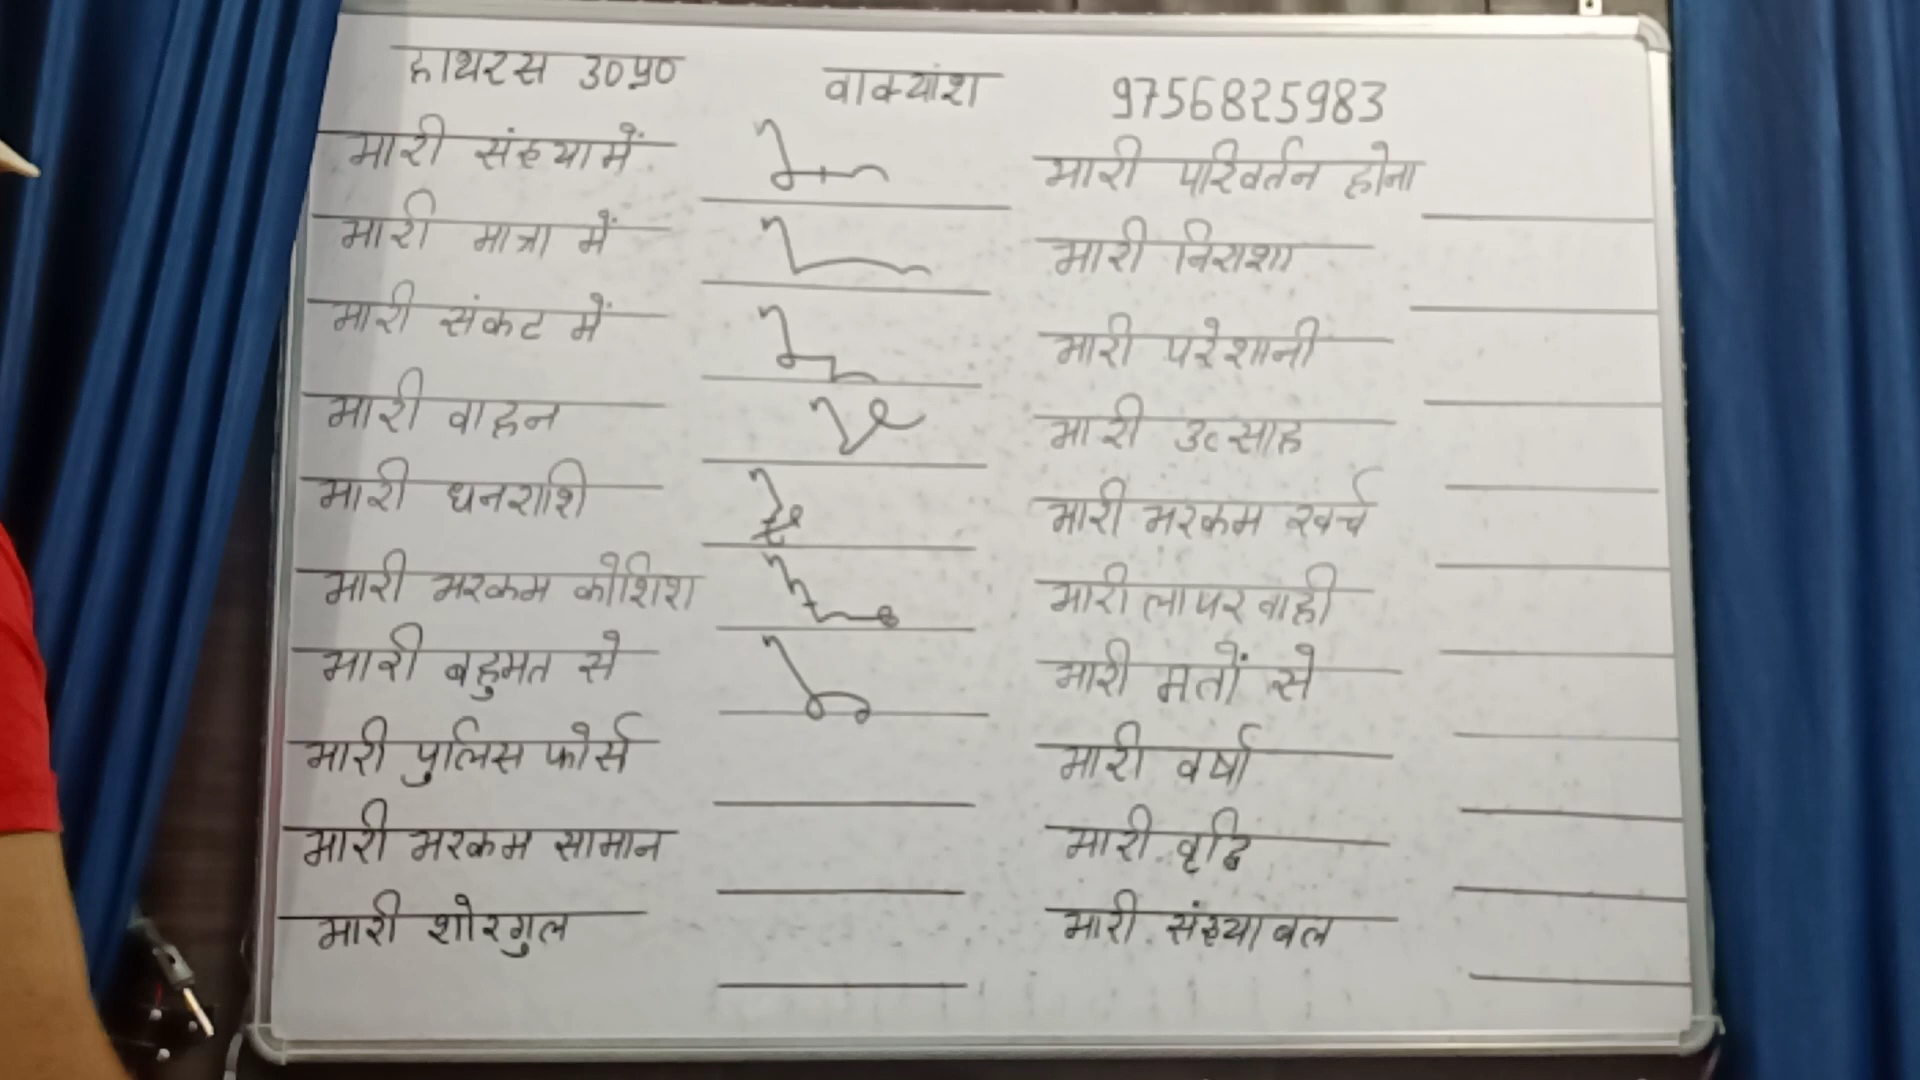 हाथरस उ०प्र०
वाक्यांश
9756825983
भारी संख्या में
भारी मात्रा में
भारी संकट में
भारी वाहन
भारी धनराशि
भारी भरकम कोशिश
भारी बहुमत से
भारी पुलिस फोर्स
भारी भरकम सामान
भारी शोरगुल
भारी परिवर्तन होना
भारी निराशा
भारी परेशानी
भारी उत्साह
भारी भरकम खर्च
भारी लापरवाही
भारी मतों से
भारी वर्षा
भारी वृद्धि
भारी संख्या बल